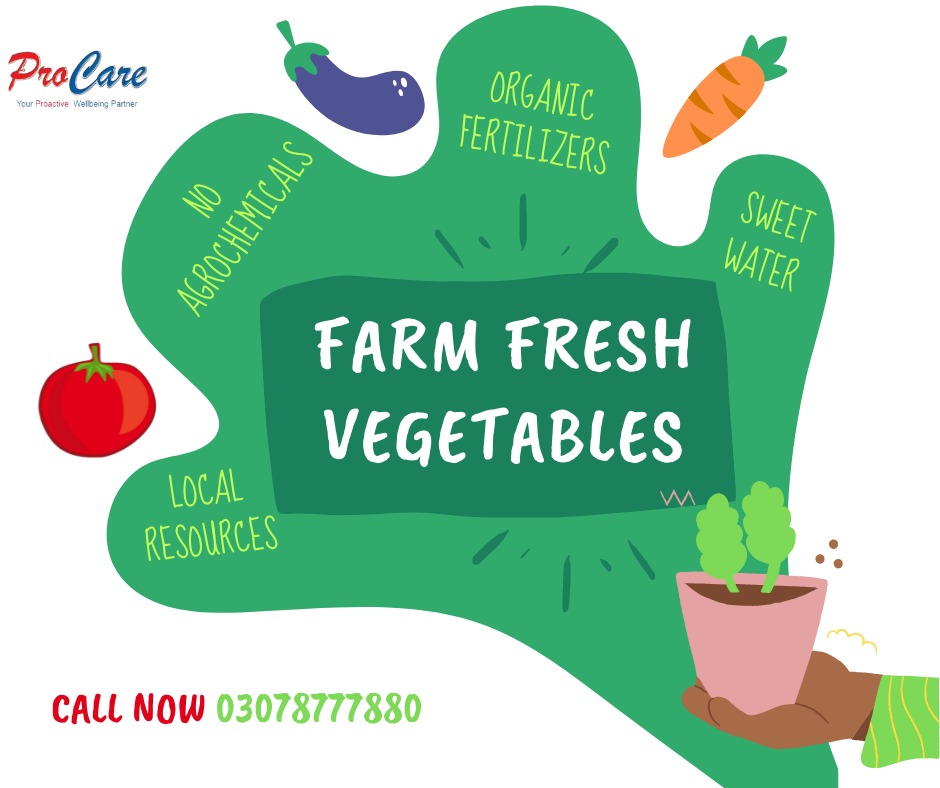 ProCare
Your Proactive Wellbeing Partner
ORGANIC
FERTILIZERS
NO
AGROCHEMICALS
SWEET
WATER
FARM FRESH
VEGETABLES
LOCAL
RESOURCES
CALL NOW 03078777880